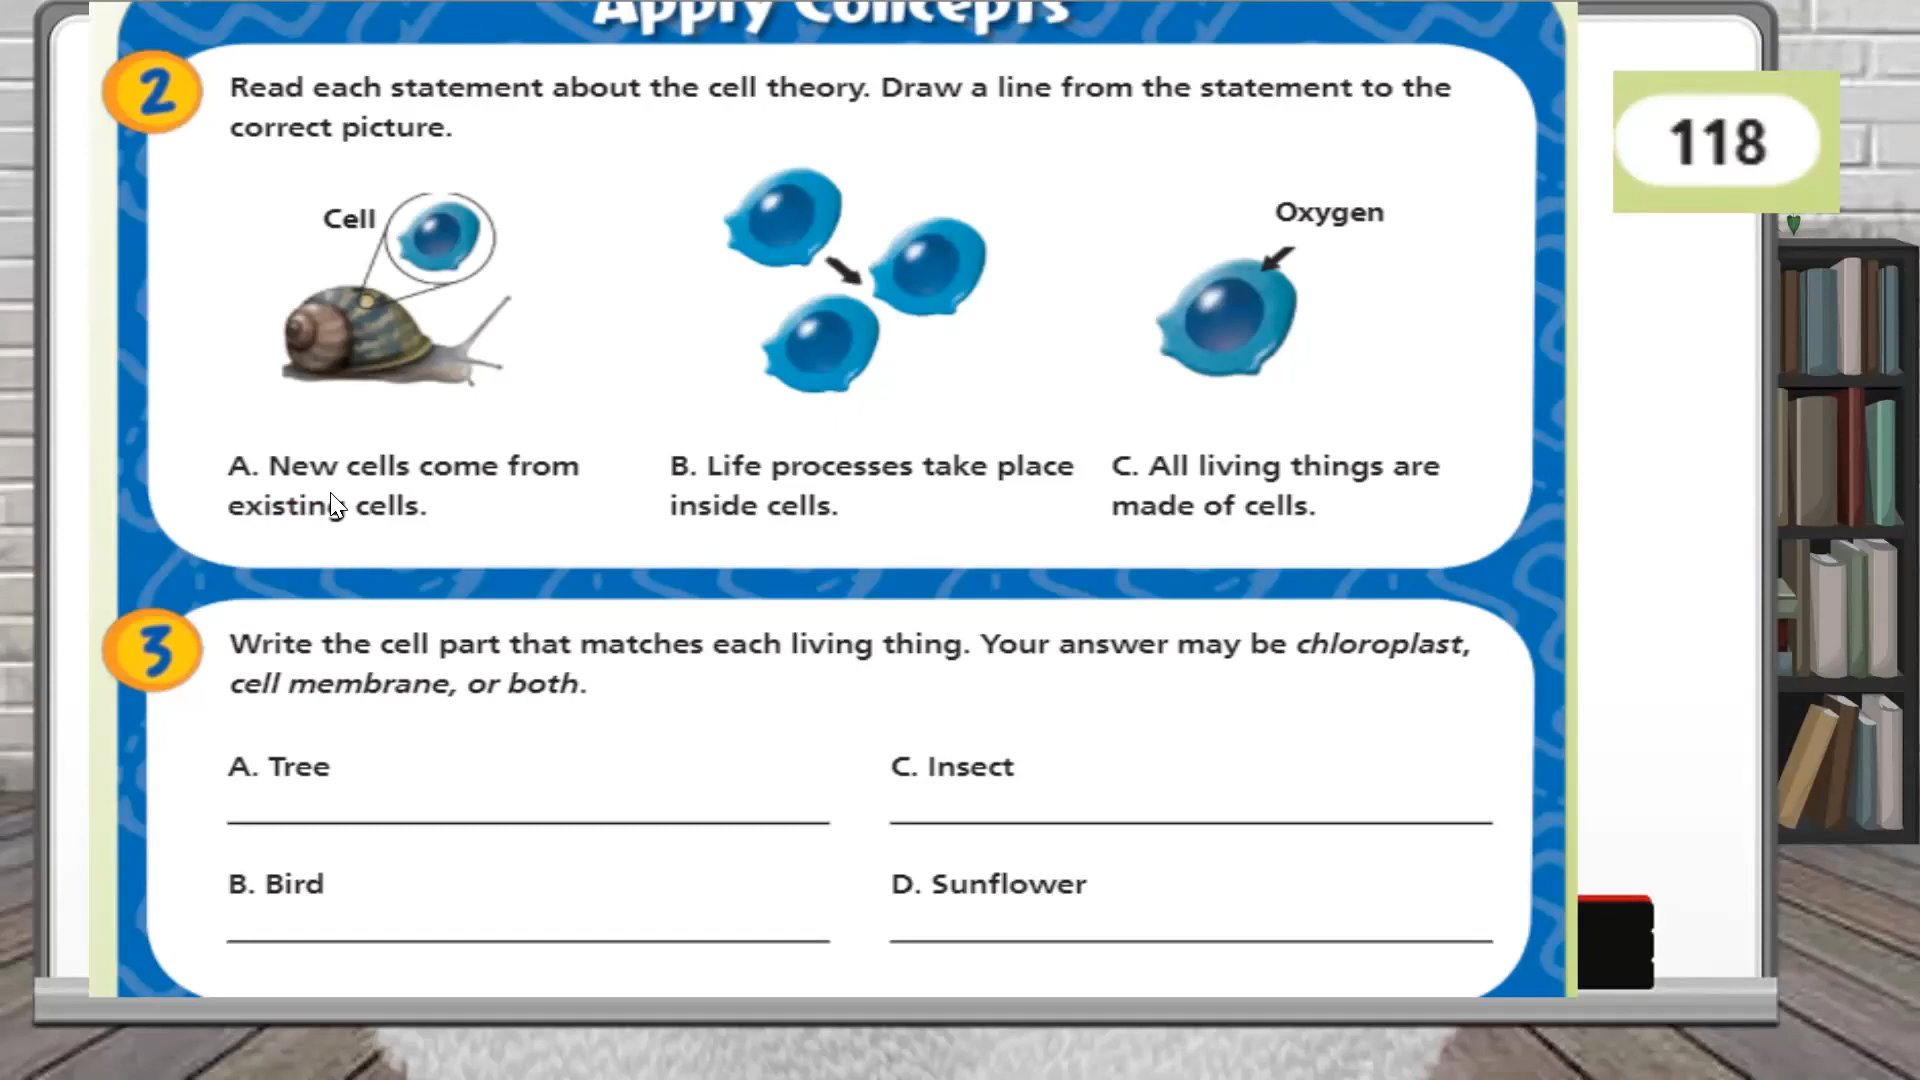 Apply Concepts
118
2
Read each statement about the cell theory. Draw a line from the statement to the
correct picture.
Cell
Oxygen
A. New cells come from
existing cells.
B. Life processes take place
inside cells.
C. All living things are
made of cells.
3
Write the cell part that matches each living thing. Your answer may be chloroplast,
cell membrane, or both.
A. Tree
C. Insect
B. Bird
D. Sunflower